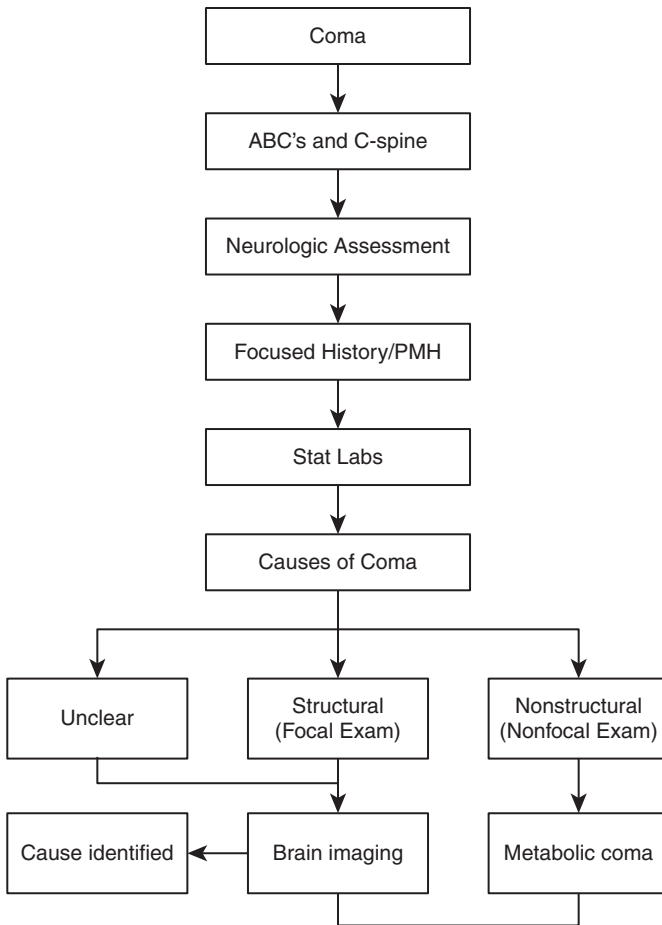 Coma
ABC's and C-spine
Neurologic Assessment
Focused History/PMH
Stat Labs
Causes of Coma
Unclear
Structural
(Focal Exam)
Nonstructural
(Nonfocal Exam)
Cause identified
Brain imaging
Metabolic coma